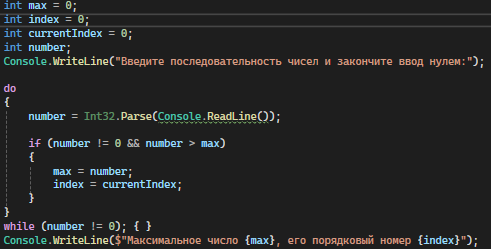 int max = 0;
int index = 0;
int currentIndex = 0;
int number;
Console.WriteLine("Введите последовательность чисел и закончите ввод нулем:");
do
{
number = Int32.Parse(Console.ReadLine());
if (number != 0 && number > max)
{
max = number;
index = currentIndex;
}
}
while (number != 0); { }
Console.WriteLine($"Максимальное число {max}, его порядковый номер {index}");